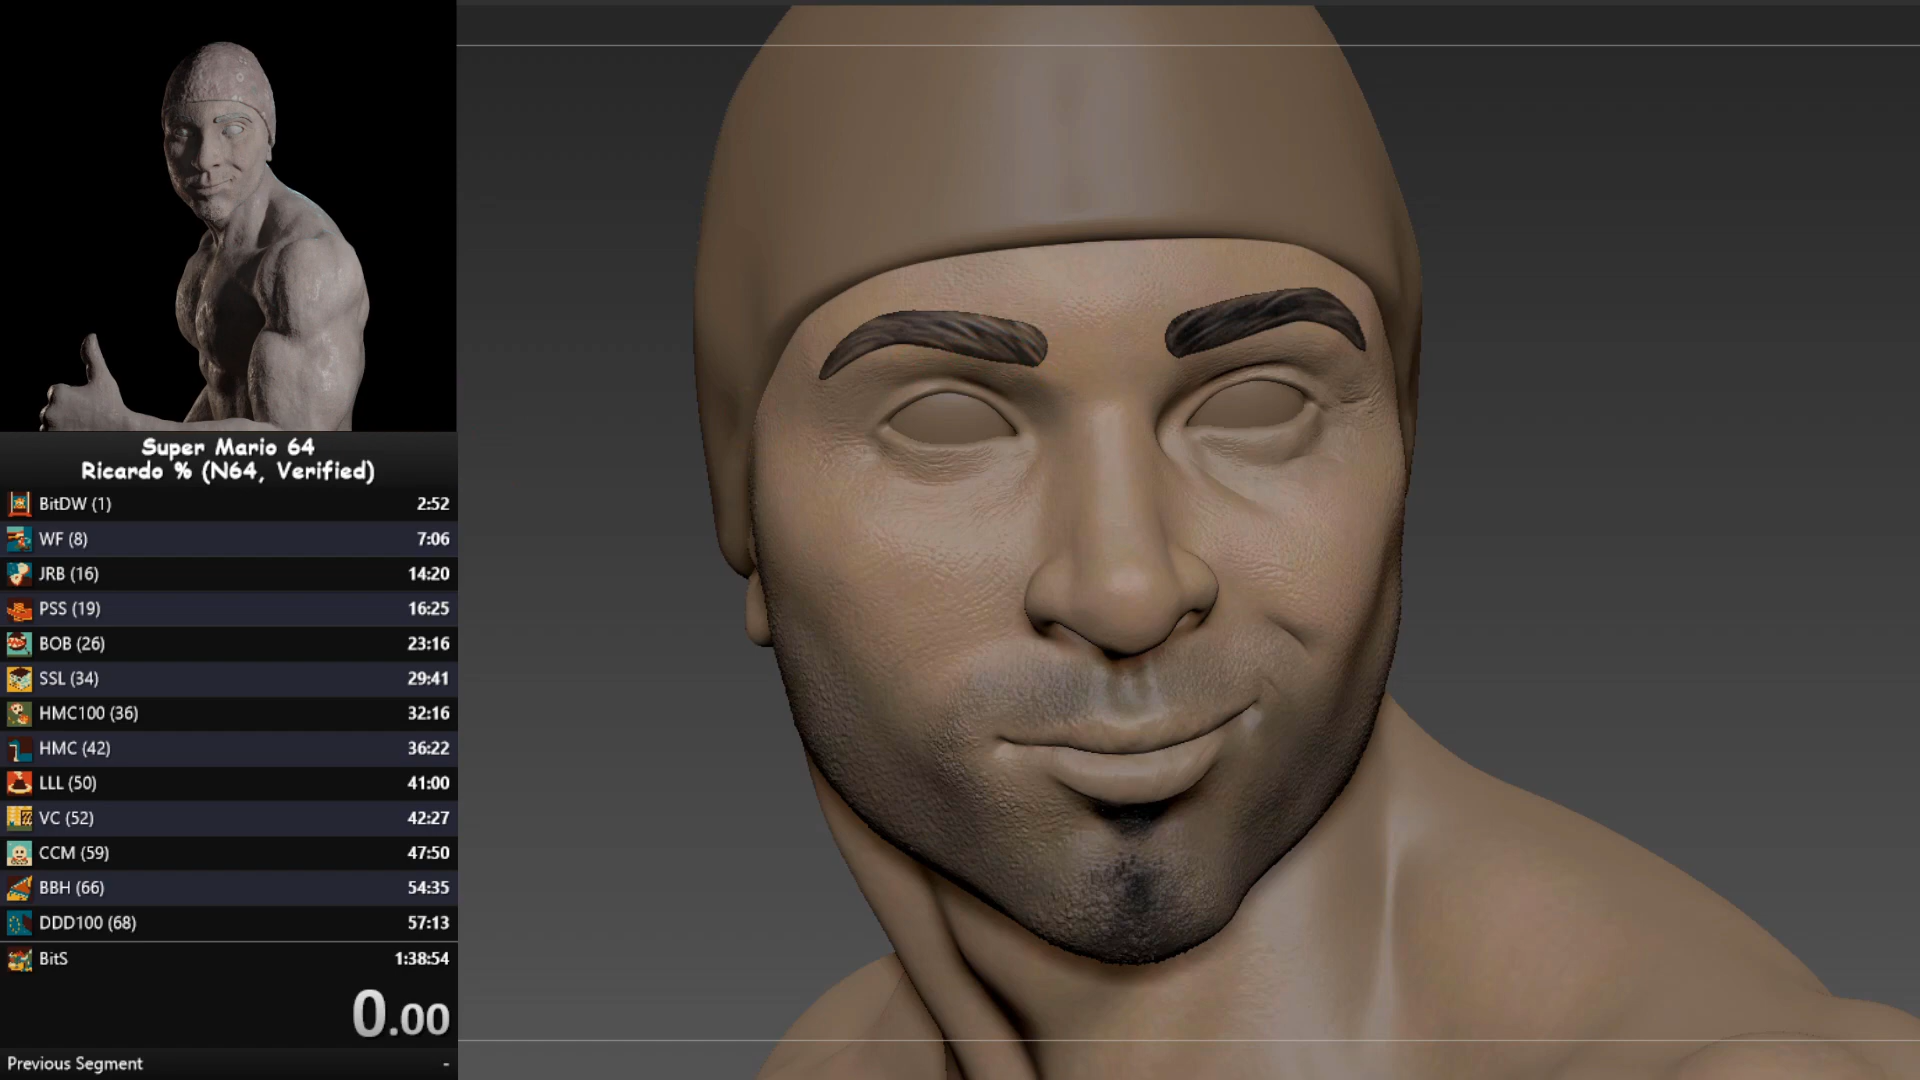 Super Mario 64
Ricardo % (N64, Verified)
BitDW (1) 2:52
WF (8) 7:06
JRB (16) 14:20
PSS (19) 16:25
BOB (26) 23:16
SSL (34) 29:41
HMC100 (36) 32:16
HMC (42) 36:22
LLL (50) 41:00
VC (52) 42:27
CCM (59) 47:50
BBH (66) 54:35
DDD100 (68) 57:13
BitS 1:38:54
0.00
Previous Segment -